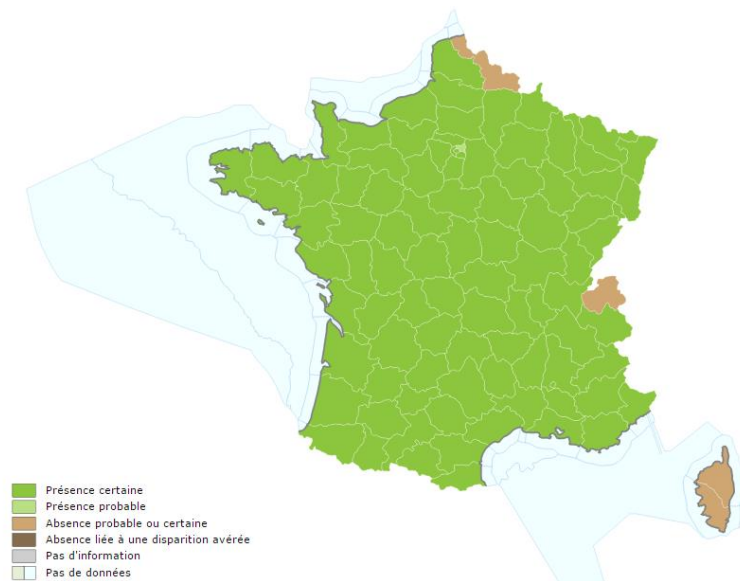 Présence certaine
Présence probable
Absence probable ou certaine
Absence liée à une disparition avérée
Pas d'information
Pas de données